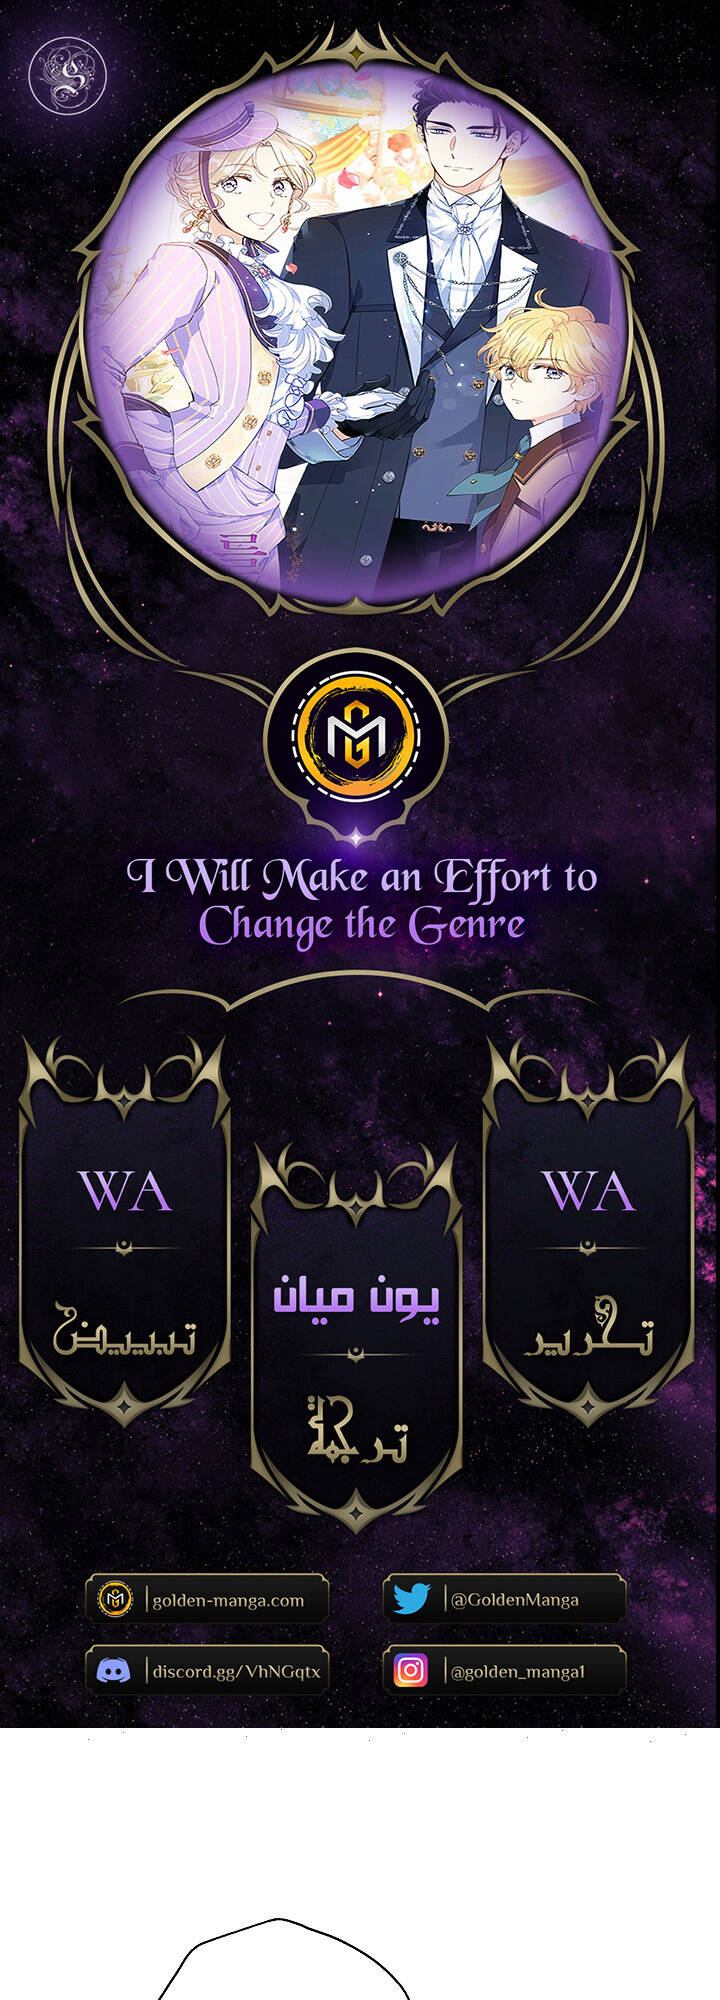 I Will Make an Effort to
Change the Genre
WA
تبييض
يون ميان
ترجمة
WA
تحرير
golden-manga.com
@GoldenManga
discord.gg/VhNGqtx
@golden_manga1